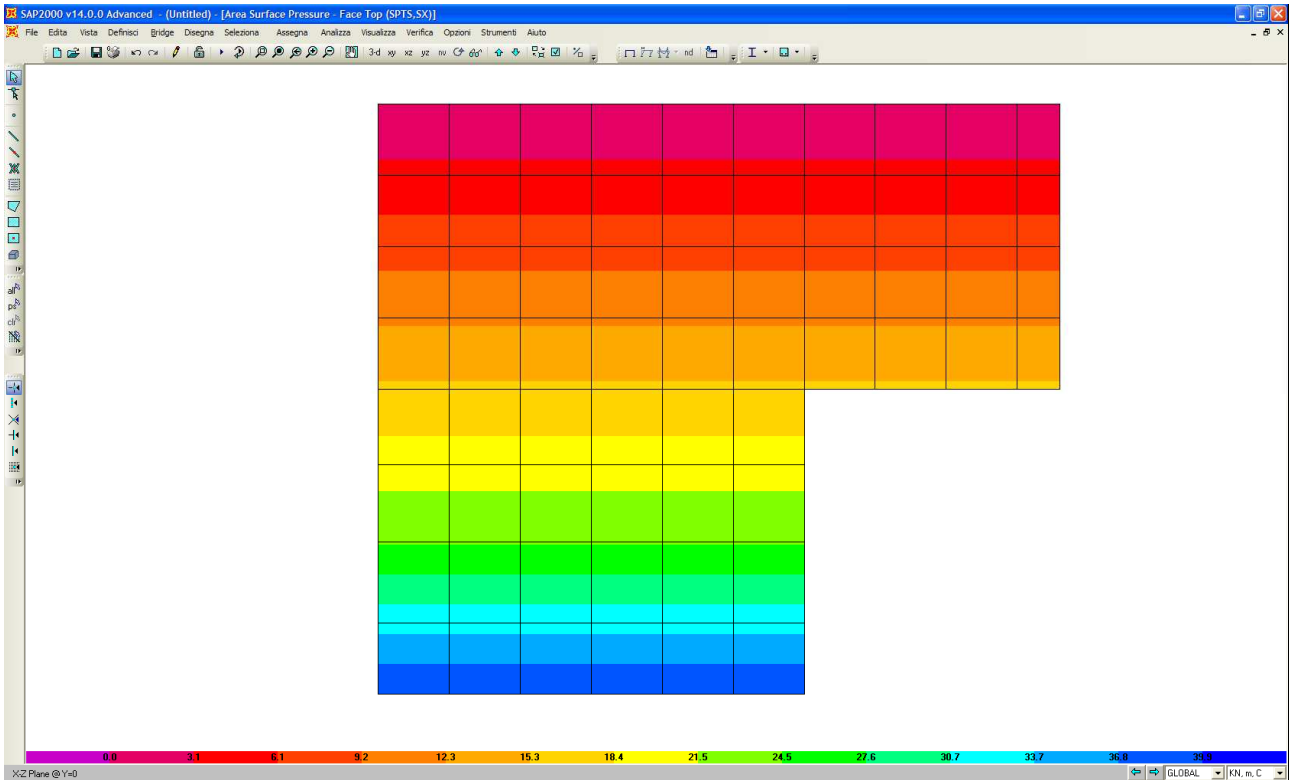 SAP2000 v14.0.0 Advanced - (Untitled) - [Area Surface Pressure - Face Top (SPTS,SX)]
File Edita Vista Definisci Bridge Disegna Seleziona Assegna Analizza Visualizza Verifica Opzioni Strumenti Aiuto
3-d xy xz yz nv nd
all
ps
clr
0.0 3.1 6.1 9.2 12.3 15.3 18.4 21.5 24.5 27.6 30.7 33.7 36.8 39.9
X-Z Plane @ Y=0 GLOBAL KN, m, C